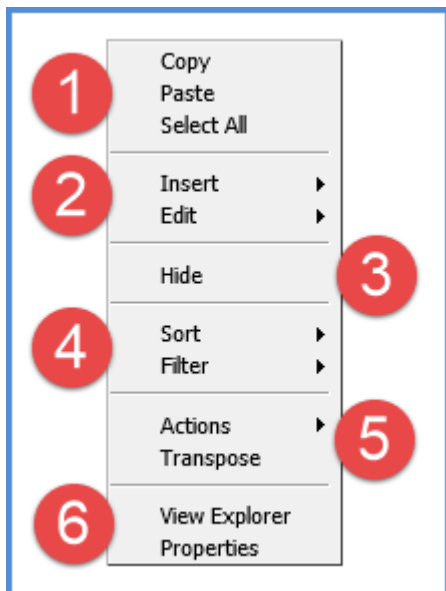 1
Copy
Paste
Select All
2
Insert
Edit
3
Hide
4
Sort
Filter
5
Actions
Transpose
6
View Explorer
Properties